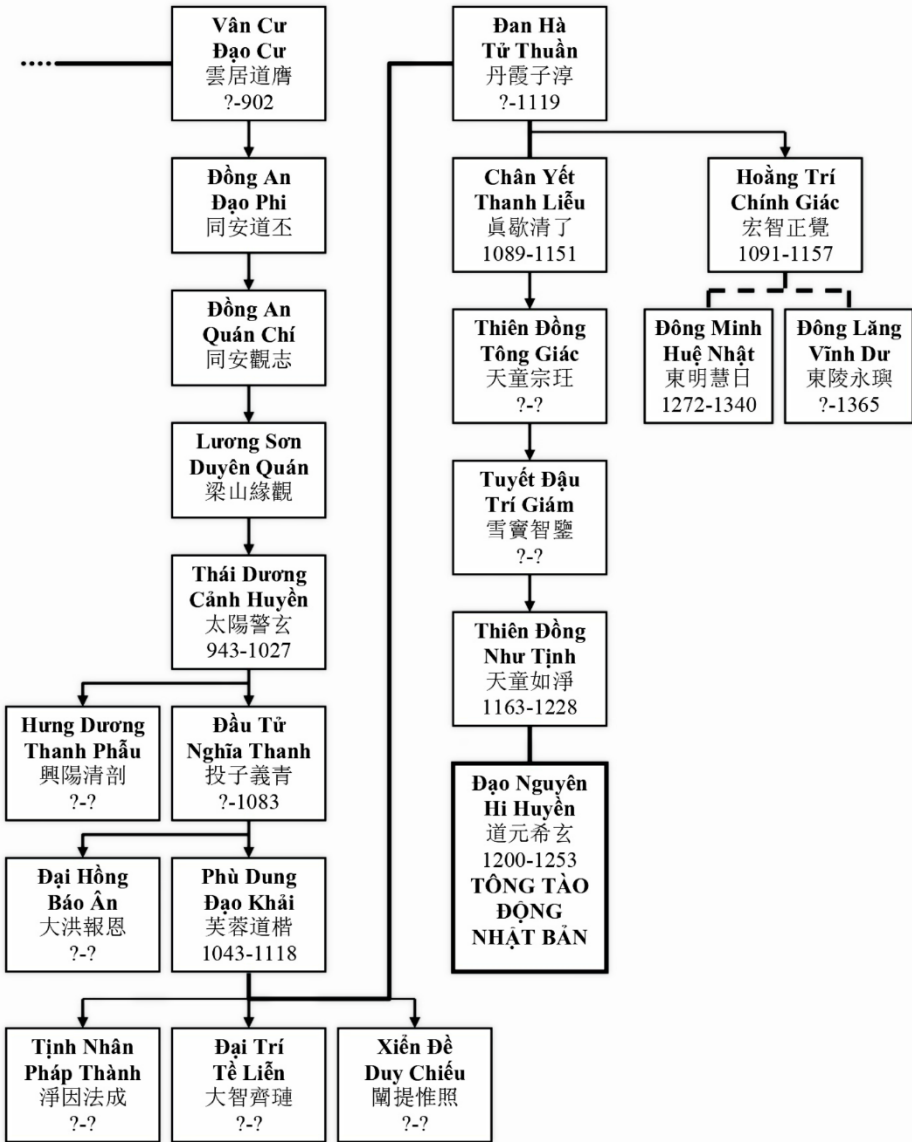 Vân Cư
Đạo Cư
雲居道膺
?-902
Đồng An
Đạo Phi
同安道丕
Đồng An
Quán Chí
同安觀志
Lương Sơn
Duyên Quán
梁山緣觀
Thái Dương
Cảnh Huyền
太陽警玄
943-1027
Hưng Dương
Thanh Phẫu
興陽清剖
?-?
Đầu Tử
Nghĩa Thanh
投子義青
?-1083
Đại Hồng
Báo Ân
大洪報恩
?-?
Phù Dung
Đạo Khải
芙蓉道楷
1043-1118
Tịnh Nhân
Pháp Thành
淨因法成
?-?
Đại Trí
Tề Liễn
大智齊璉
?-?
Xiển Đề
Duy Chiếu
闡提惟照
?-?
Đan Hà
Tử Thuần
丹霞子淳
?-1119
Chân Yết
Thanh Liễu
眞歇清了
1089-1151
Hoằng Trí
Chính Giác
宏智正覺
1091-1157
Thiên Đồng
Tông Giác
天童宗玨
?-?
Đông Minh
Huệ Nhật
東明慧日
1272-1340
Đông Lăng
Vĩnh Dư
東陵永璵
?-1365
Tuyết Đậu
Trí Giám
雪竇智鑒
?-?
Thiên Đồng
Như Tịnh
天童如淨
1163-1228
Đạo Nguyên
Hi Huyền
道元希玄
1200-1253
TÔNG TÀO
ĐỘNG
NHẬT BẢN